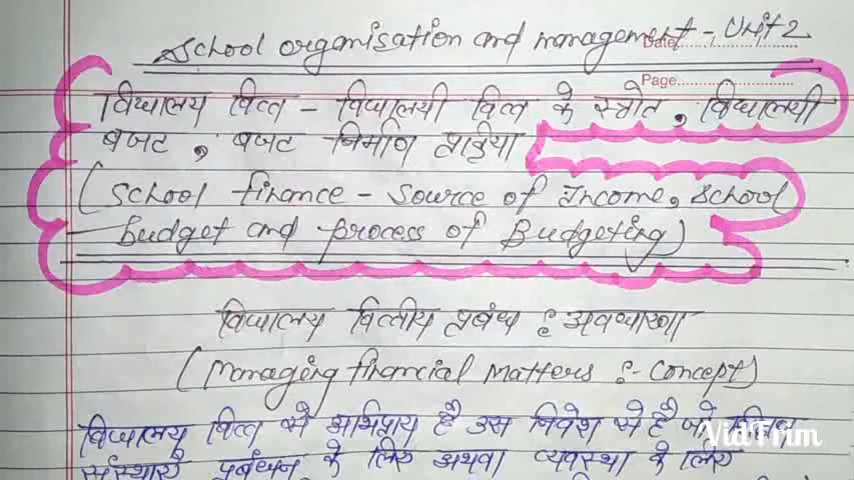 School organisation and management - Unit 2
Date
Page
विद्यालय वित्त - विद्यालयी वित्त के स्त्रोत, विद्यालयी
बजट, बजट निर्माण प्रक्रिया
(School finance - Source of Income, School
budget and process of Budgeting)
विद्यालय वित्तीय प्रबंध : अवधारणा
(Managing financial Matters :- Concept)
विद्यालय वित्त से अभिप्राय है उस निवेश से है जो
संस्थाएं प्रबंधन के लिए अथवा व्यवस्था के लिए
VidTrim